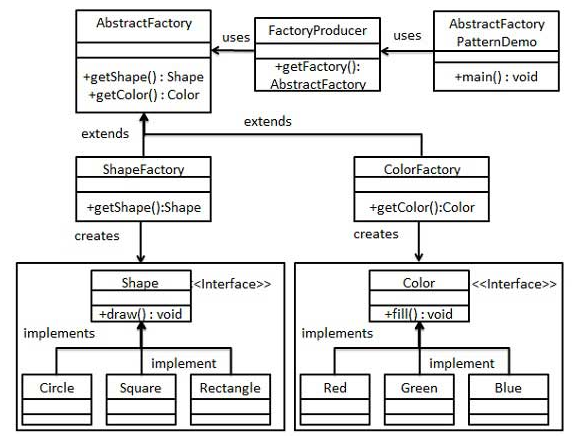 AbstractFactory
+getShape() : Shape
+getColor() : Color
uses
FactoryProducer
+getFactory():
AbstractFactory
uses
AbstractFactory
PatternDemo
+main() : void
extends
extends
ShapeFactory
+getShape():Shape
ColorFactory
+getColor():Color
creates
creates
Shape
<<Interface>>
+draw() : void
implements
implement
Circle
Square
Rectangle
Color
<<Interface>>
+fill() : void
implements
implement
Red
Green
Blue